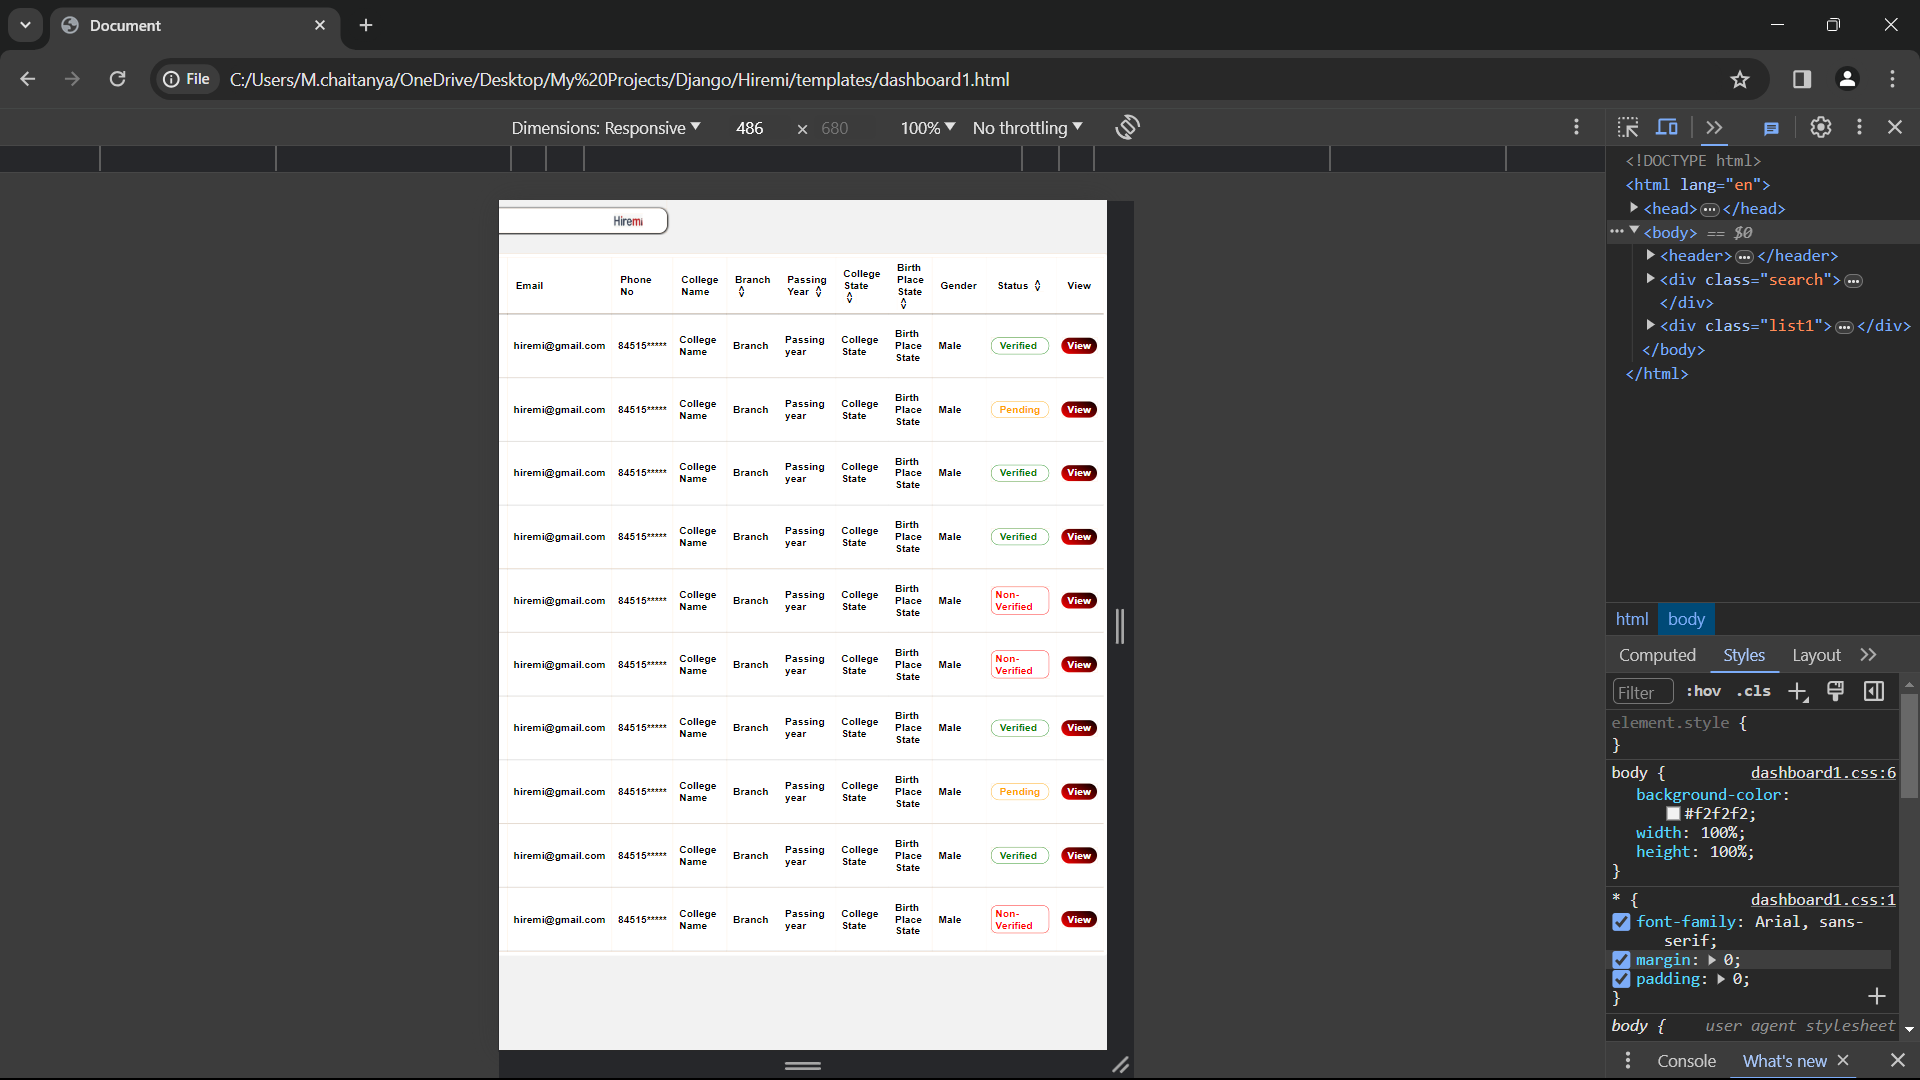 Document
File
C:/Users/M.chaitanya/OneDrive/Desktop/My%20Projects/Django/Hiremi/templates/dashboard1.html
Dimensions: Responsive 486 × 680 100% No throttling
Hiremi
Email Phone No College Name Branch Passing Year College State Birth Place State Gender Status View
hiremi@gmail.com 84515***** College Name Branch Passing year College State Birth Place State Male Verified View
hiremi@gmail.com 84515***** College Name Branch Passing year College State Birth Place State Male Pending View
hiremi@gmail.com 84515***** College Name Branch Passing year College State Birth Place State Male Verified View
hiremi@gmail.com 84515***** College Name Branch Passing year College State Birth Place State Male Verified View
hiremi@gmail.com 84515***** College Name Branch Passing year College State Birth Place State Male Non-Verified View
hiremi@gmail.com 84515***** College Name Branch Passing year College State Birth Place State Male Non-Verified View
hiremi@gmail.com 84515***** College Name Branch Passing year College State Birth Place State Male Verified View
hiremi@gmail.com 84515***** College Name Branch Passing year College State Birth Place State Male Pending View
hiremi@gmail.com 84515***** College Name Branch Passing year College State Birth Place State Male Verified View
hiremi@gmail.com 84515***** College Name Branch Passing year College State Birth Place State Male Non-Verified View
<!DOCTYPE html>
<html lang="en">
<head>…</head>
… <body> == $0
<header>…</header>
<div class="search">…
</div>
<div class="list1">…</div>
</body>
</html>
html body
Computed Styles Layout
Filter :hov .cls
element.style {
}
body { dashboard1.css:6
background-color:
#f2f2f2;
width: 100%;
height: 100%;
}
* { dashboard1.css:1
font-family: Arial, sans-
serif;
margin: 0;
padding: 0;
}
body { user agent stylesheet
Console What's new